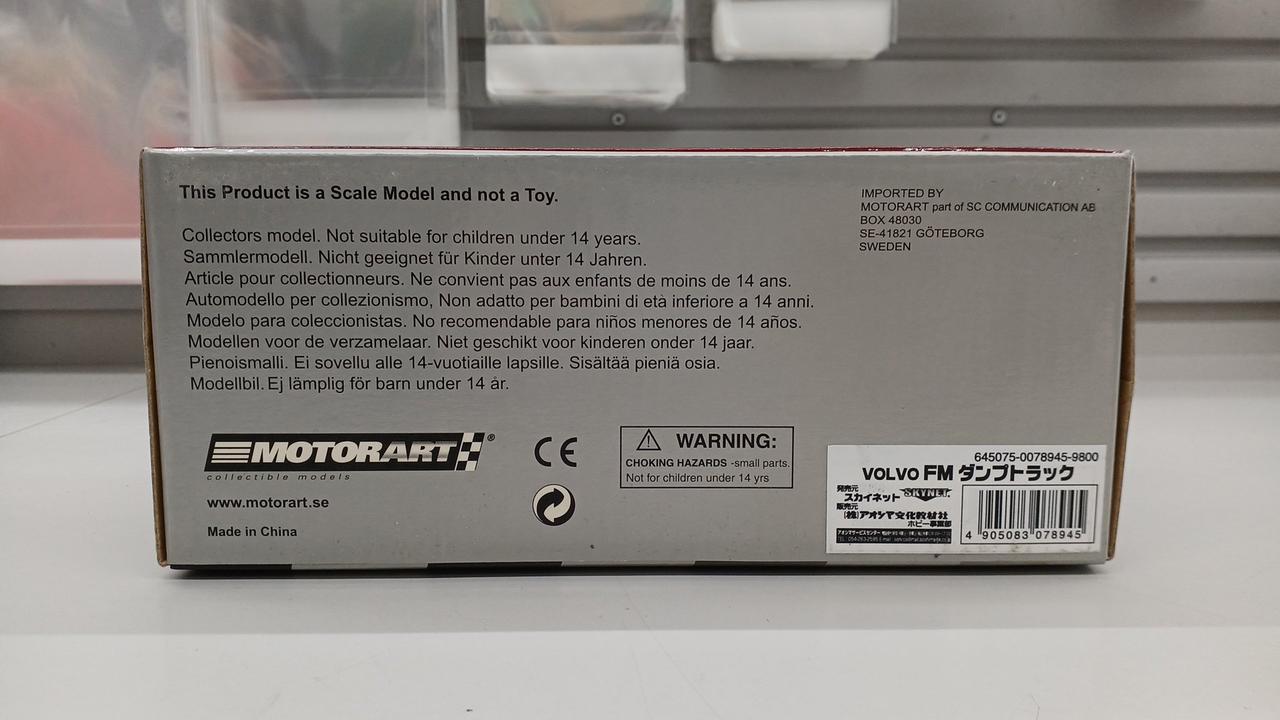 This Product is a Scale Model and not a Toy.
Collectors model. Not suitable for children under 14 years.
Sammlermodell. Nicht geeignet für Kinder unter 14 Jahren.
Article pour collectionneurs. Ne convient pas aux enfants de moins de 14 ans.
Automodello per collezionismo, Non adatto per bambini di età inferiore a 14 anni.
Modelo para coleccionistas. No recomendable para niños menores de 14 años.
Modellen voor de verzamelaar. Niet geschikt voor kinderen onder 14 jaar.
Pienoismalli. Ei sovellu alle 14-vuotiaille lapsille. Sisältää pieniä osia.
Modellbil. Ej lämplig för barn under 14 år.
IMPORTED BY
MOTORART part of SC COMMUNICATION AB
BOX 48030
SE-41821 GÖTEBORG
SWEDEN
MOTORART®
collectible models
www.motorart.se
Made in China
CE
WARNING:
CHOKING HAZARDS -small parts.
Not for children under 14 yrs
645075-0078945-9800
VOLVO FM ダンプトラック
発売元
スカイネット SKYNET
販売元
(株)アオシマ文化教材社
ホビー事業部
4 905083 078945